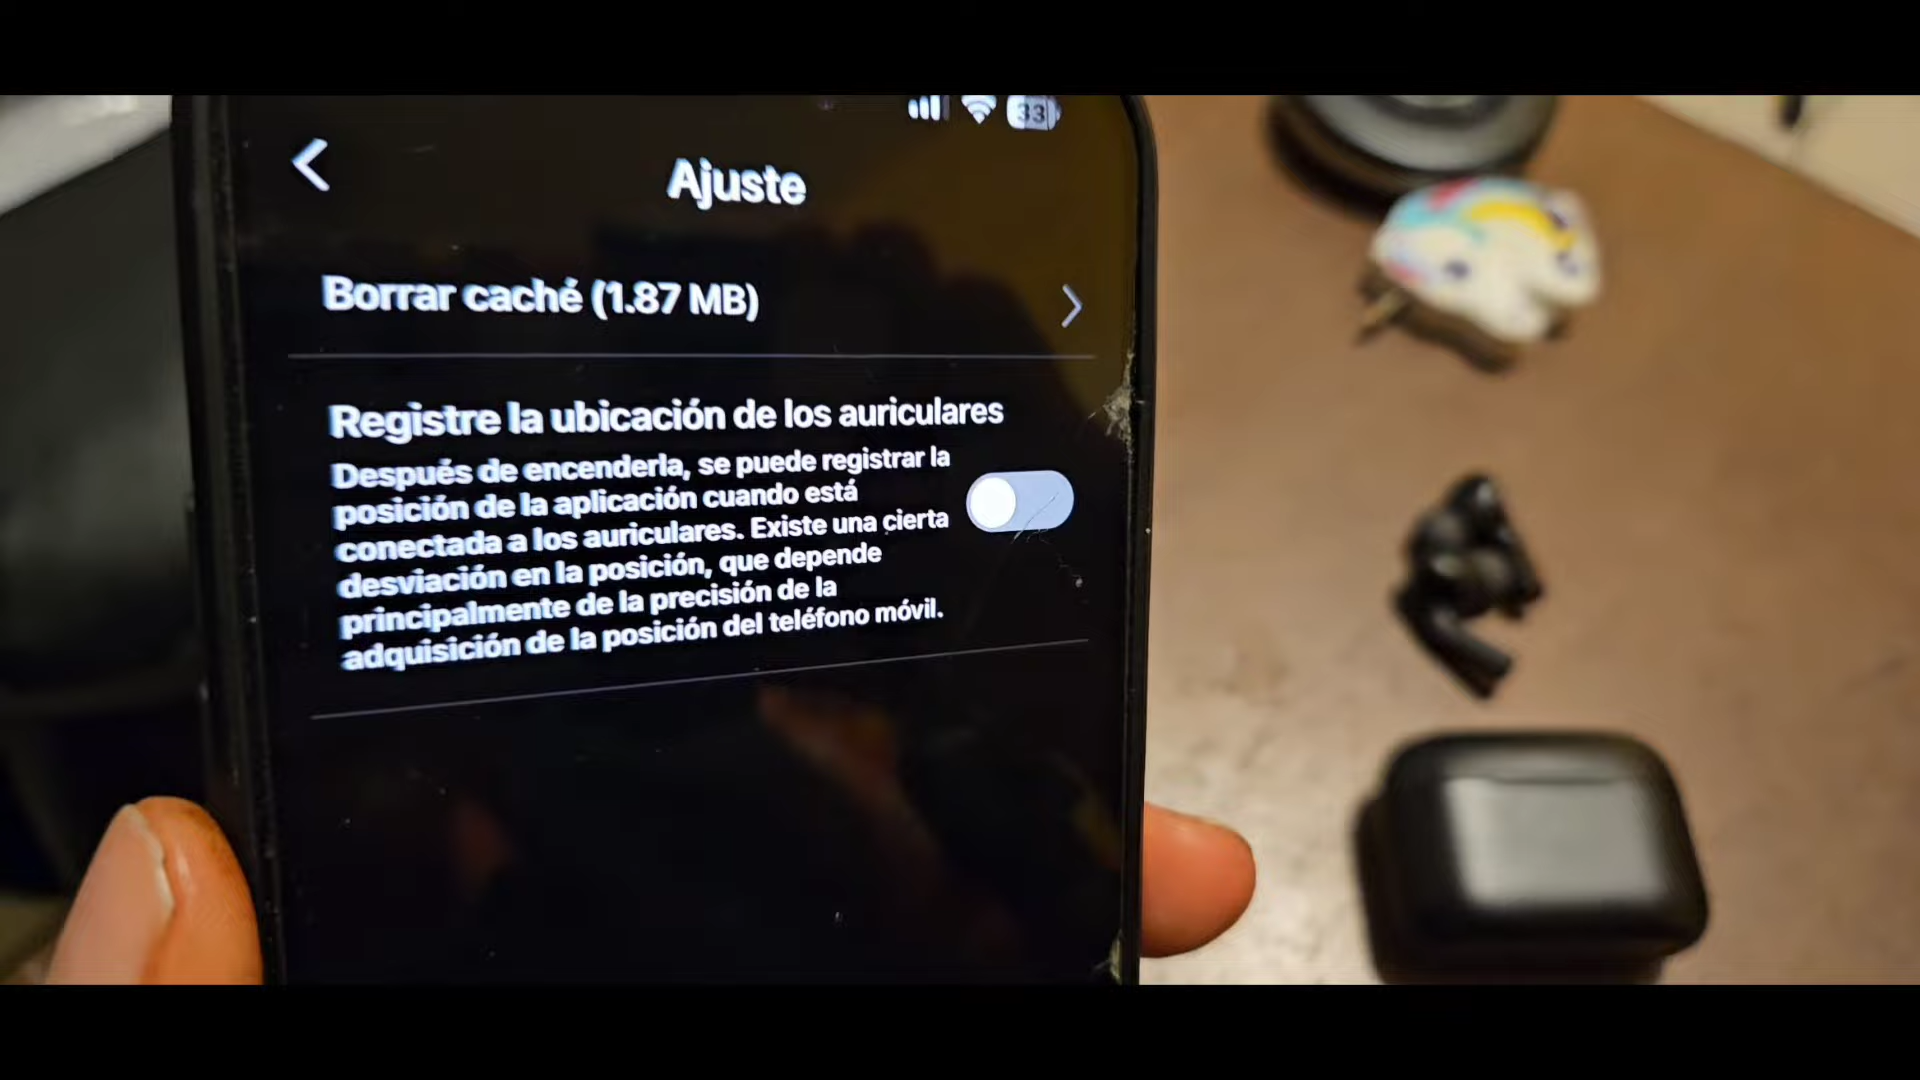 33
Ajuste
Borrar caché (1.87 MB)
Registre la ubicación de los auriculares
Después de encenderla, se puede registrar la
posición de la aplicación cuando está
conectada a los auriculares. Existe una cierta
desviación en la posición, que depende
principalmente de la precisión de la
adquisición de la posición del teléfono móvil.